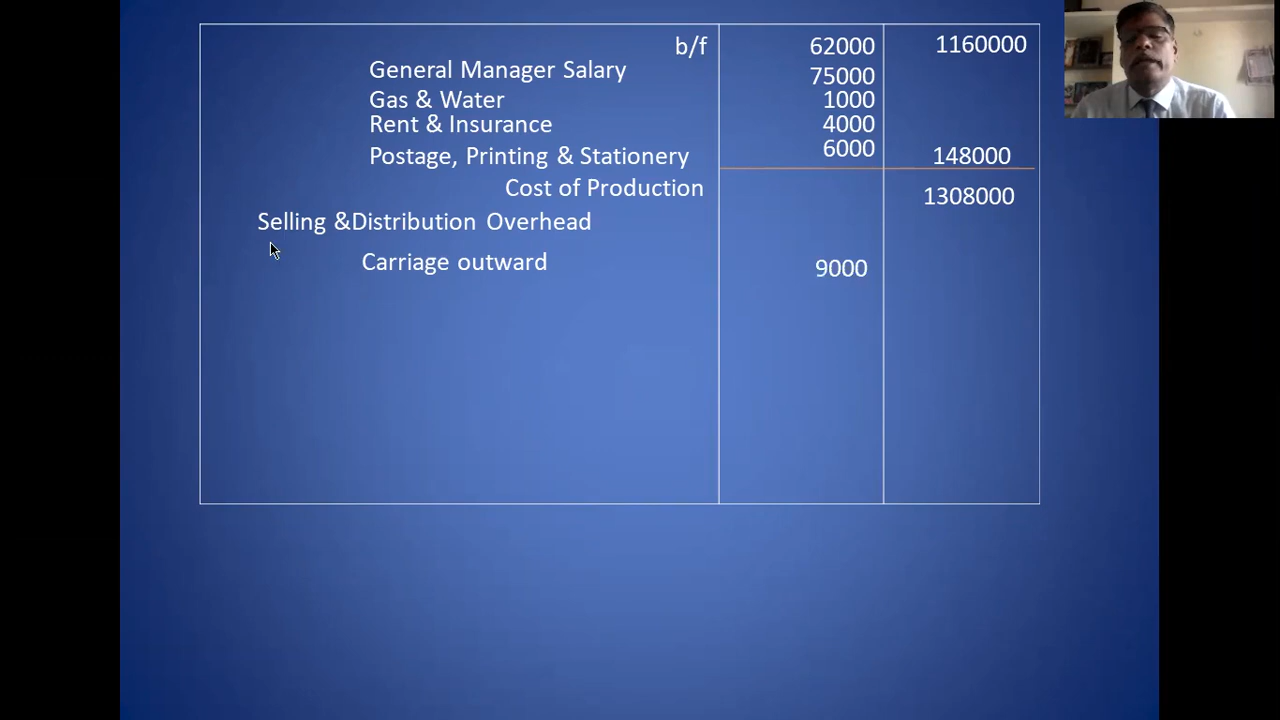 b/f 62000 1160000
General Manager Salary 75000
Gas & Water 1000
Rent & Insurance 4000
Postage, Printing & Stationery 6000 148000
Cost of Production 1308000
Selling &Distribution Overhead
Carriage outward 9000